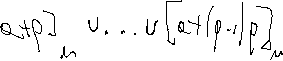 a+p]_n ∪...∪ [a+(p-1)p]_n